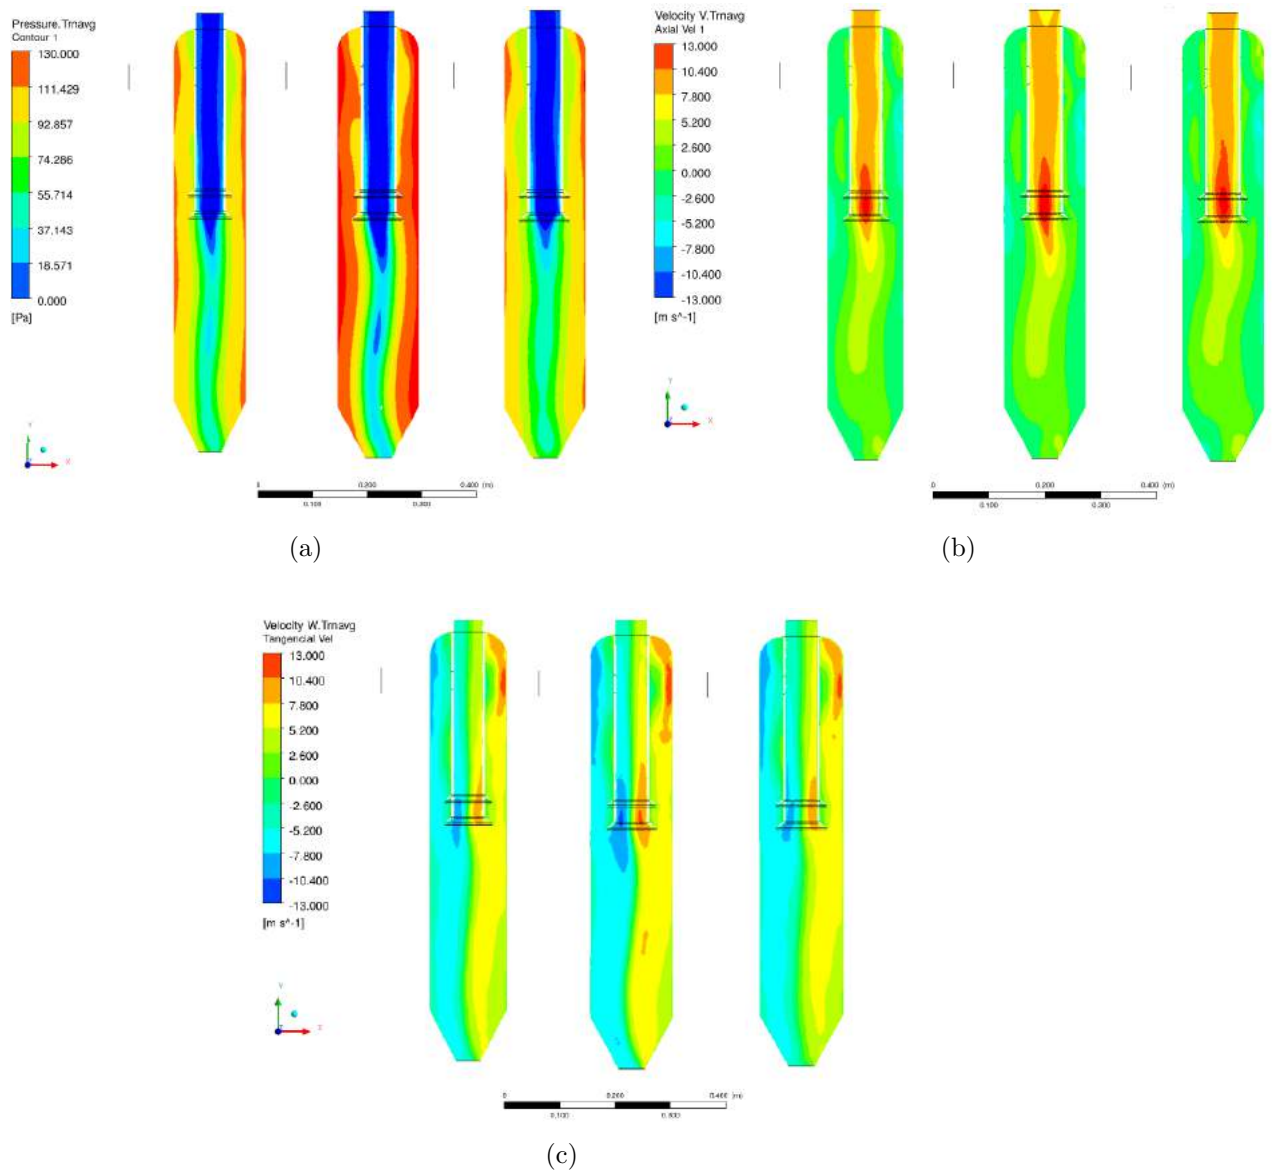 Pressure.Trnavg
Contour 1
130.000
111.429
92.857
74.286
55.714
37.143
18.571
0.000
[Pa]
Y
X
0.200
0.400 (m)
0.100
0.300
(a)
Velocity V.Trnavg
Axial Vel 1
13.000
10.400
7.800
5.200
2.600
0.000
-2.600
-5.200
-7.800
-10.400
-13.000
[m s^-1]
Y
X
0
0.200
0.400 (m)
0.100
0.300
(b)
Velocity W.Trnavg
Tangencial Vel
13.000
10.400
7.800
5.200
2.600
0.000
-2.600
-5.200
-7.800
-10.400
-13.000
[m s^-1]
Y
0
0.200
0.400 (m)
0.100
0.300
(c)